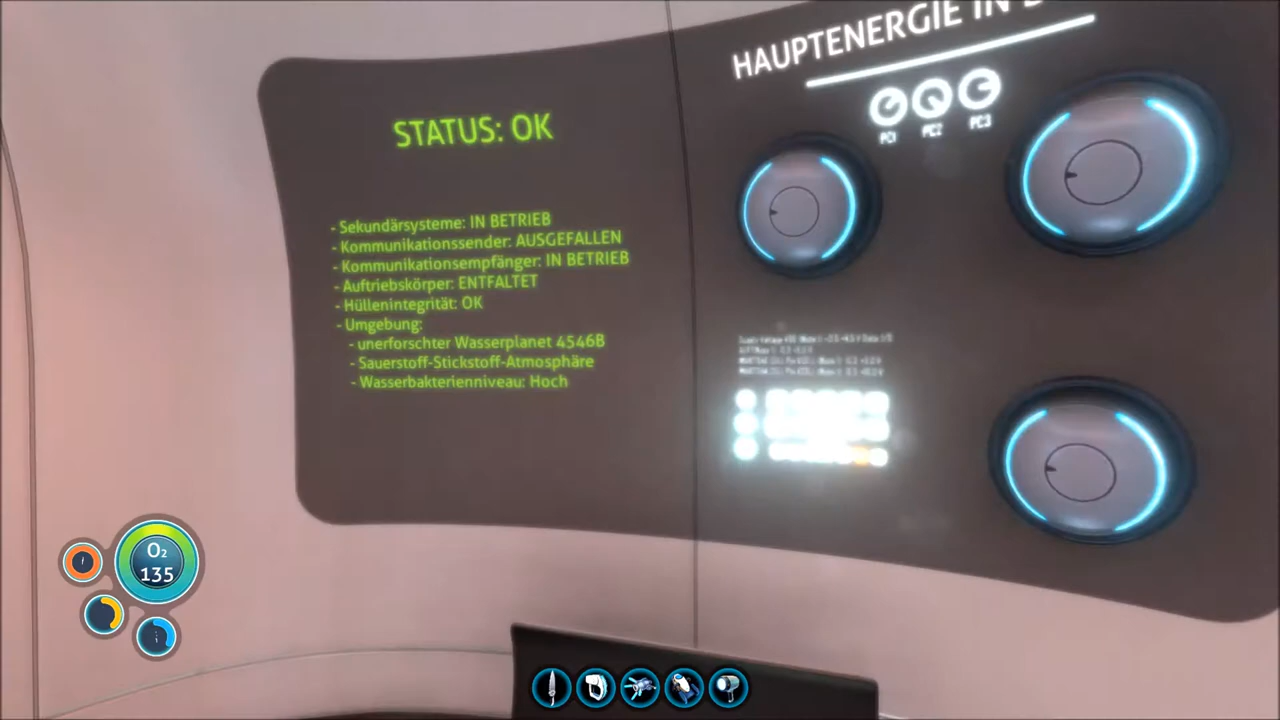 HAUPTENERGIE IN
PC1 PC2 PC3
STATUS: OK
- Sekundärsysteme: IN BETRIEB
- Kommunikationssender: AUSGEFALLEN
- Kommunikationsempfänger: IN BETRIEB
- Auftriebskörper: ENTFALTET
- Hüllenintegrität: OK
- Umgebung:
- unerforschter Wasserplanet 4546B
- Sauerstoff-Stickstoff-Atmosphäre
- Wasserbakterienniveau: Hoch
O₂
135